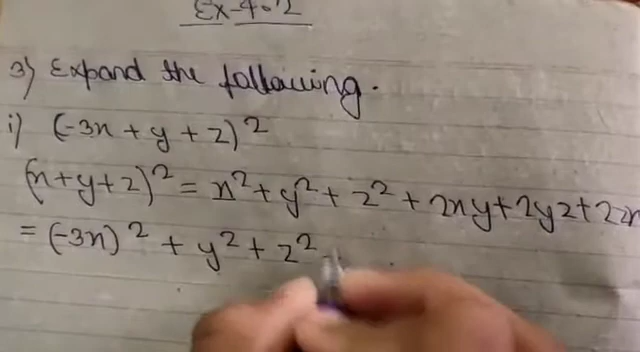 Ex-4.2
3) Expand the following.
i) (-3x + y + z)²
(x+y+z)² = x² + y² + z² + 2xy + 2yz + 2zx
= (-3x)² + y² + z²